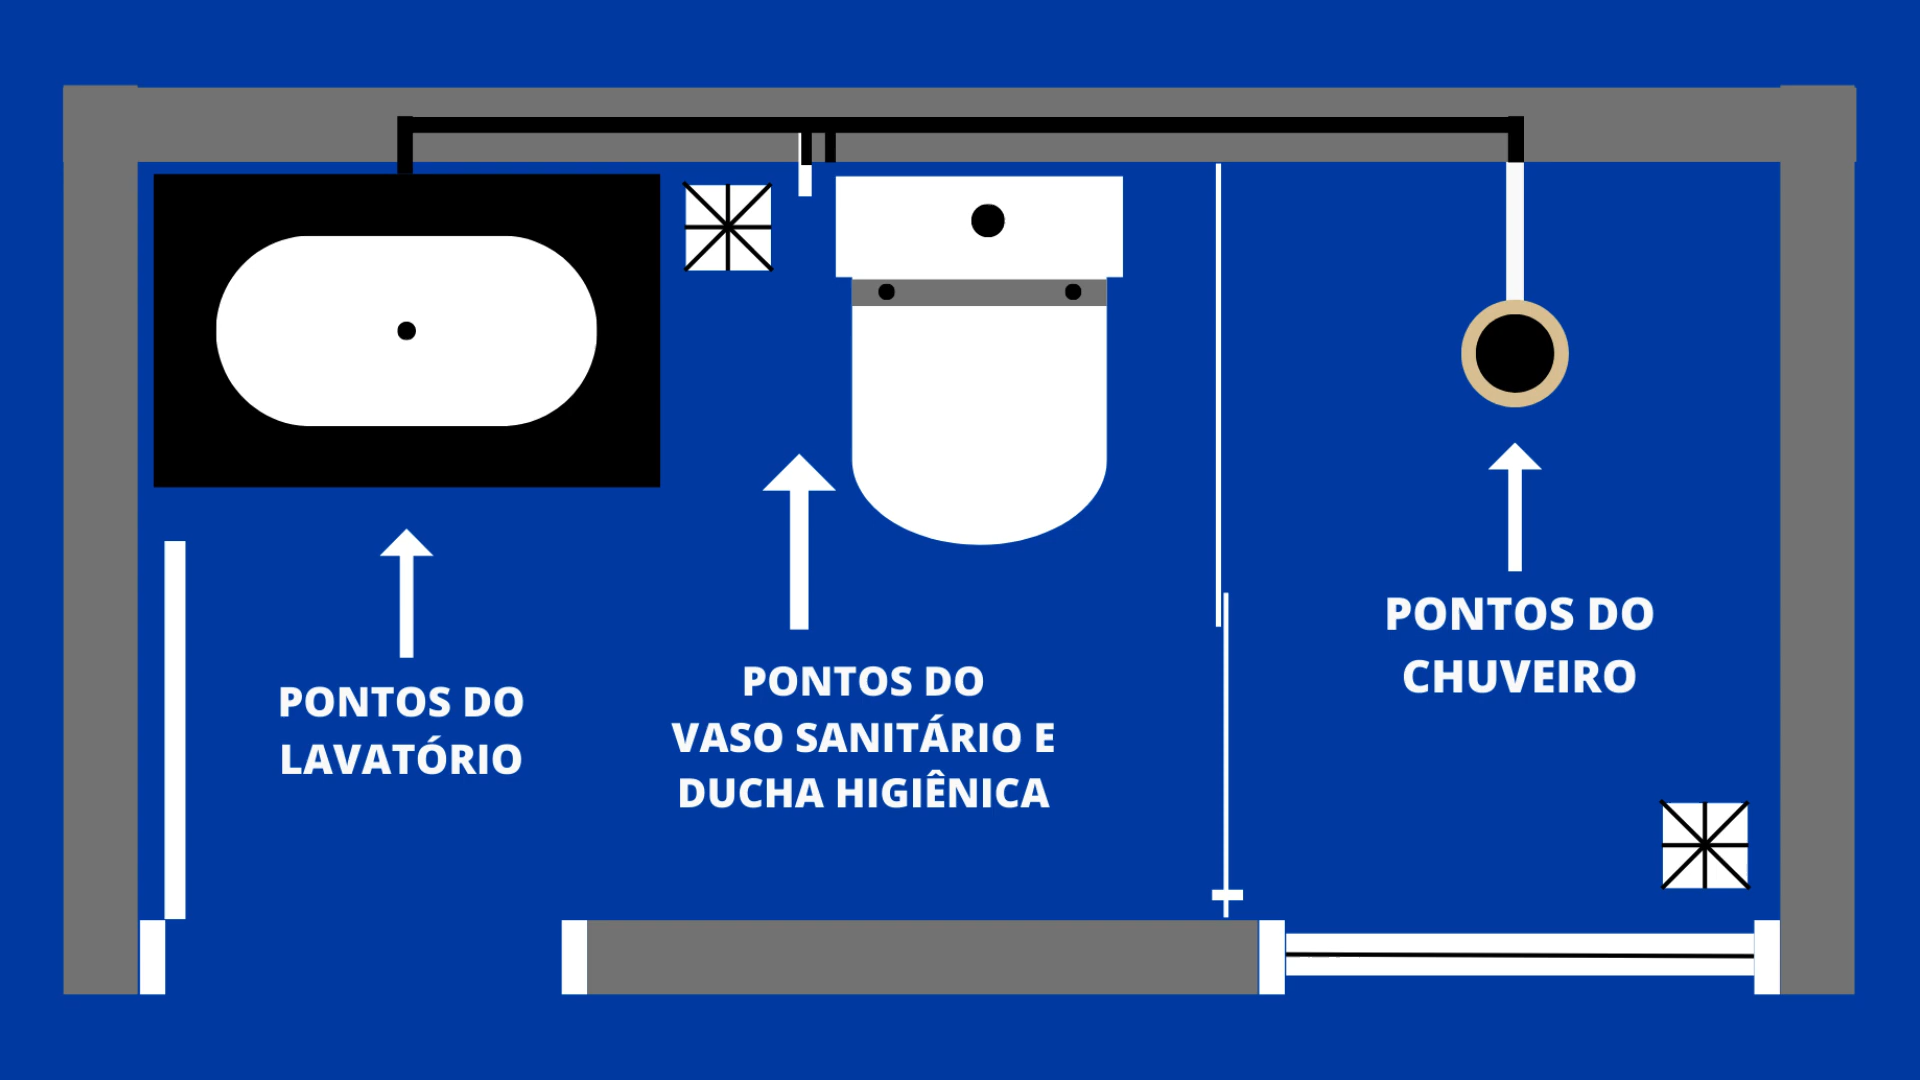 PONTOS DO
LAVATÓRIO
PONTOS DO
VASO SANITÁRIO E
DUCHA HIGIÊNICA
PONTOS DO
CHUVEIRO